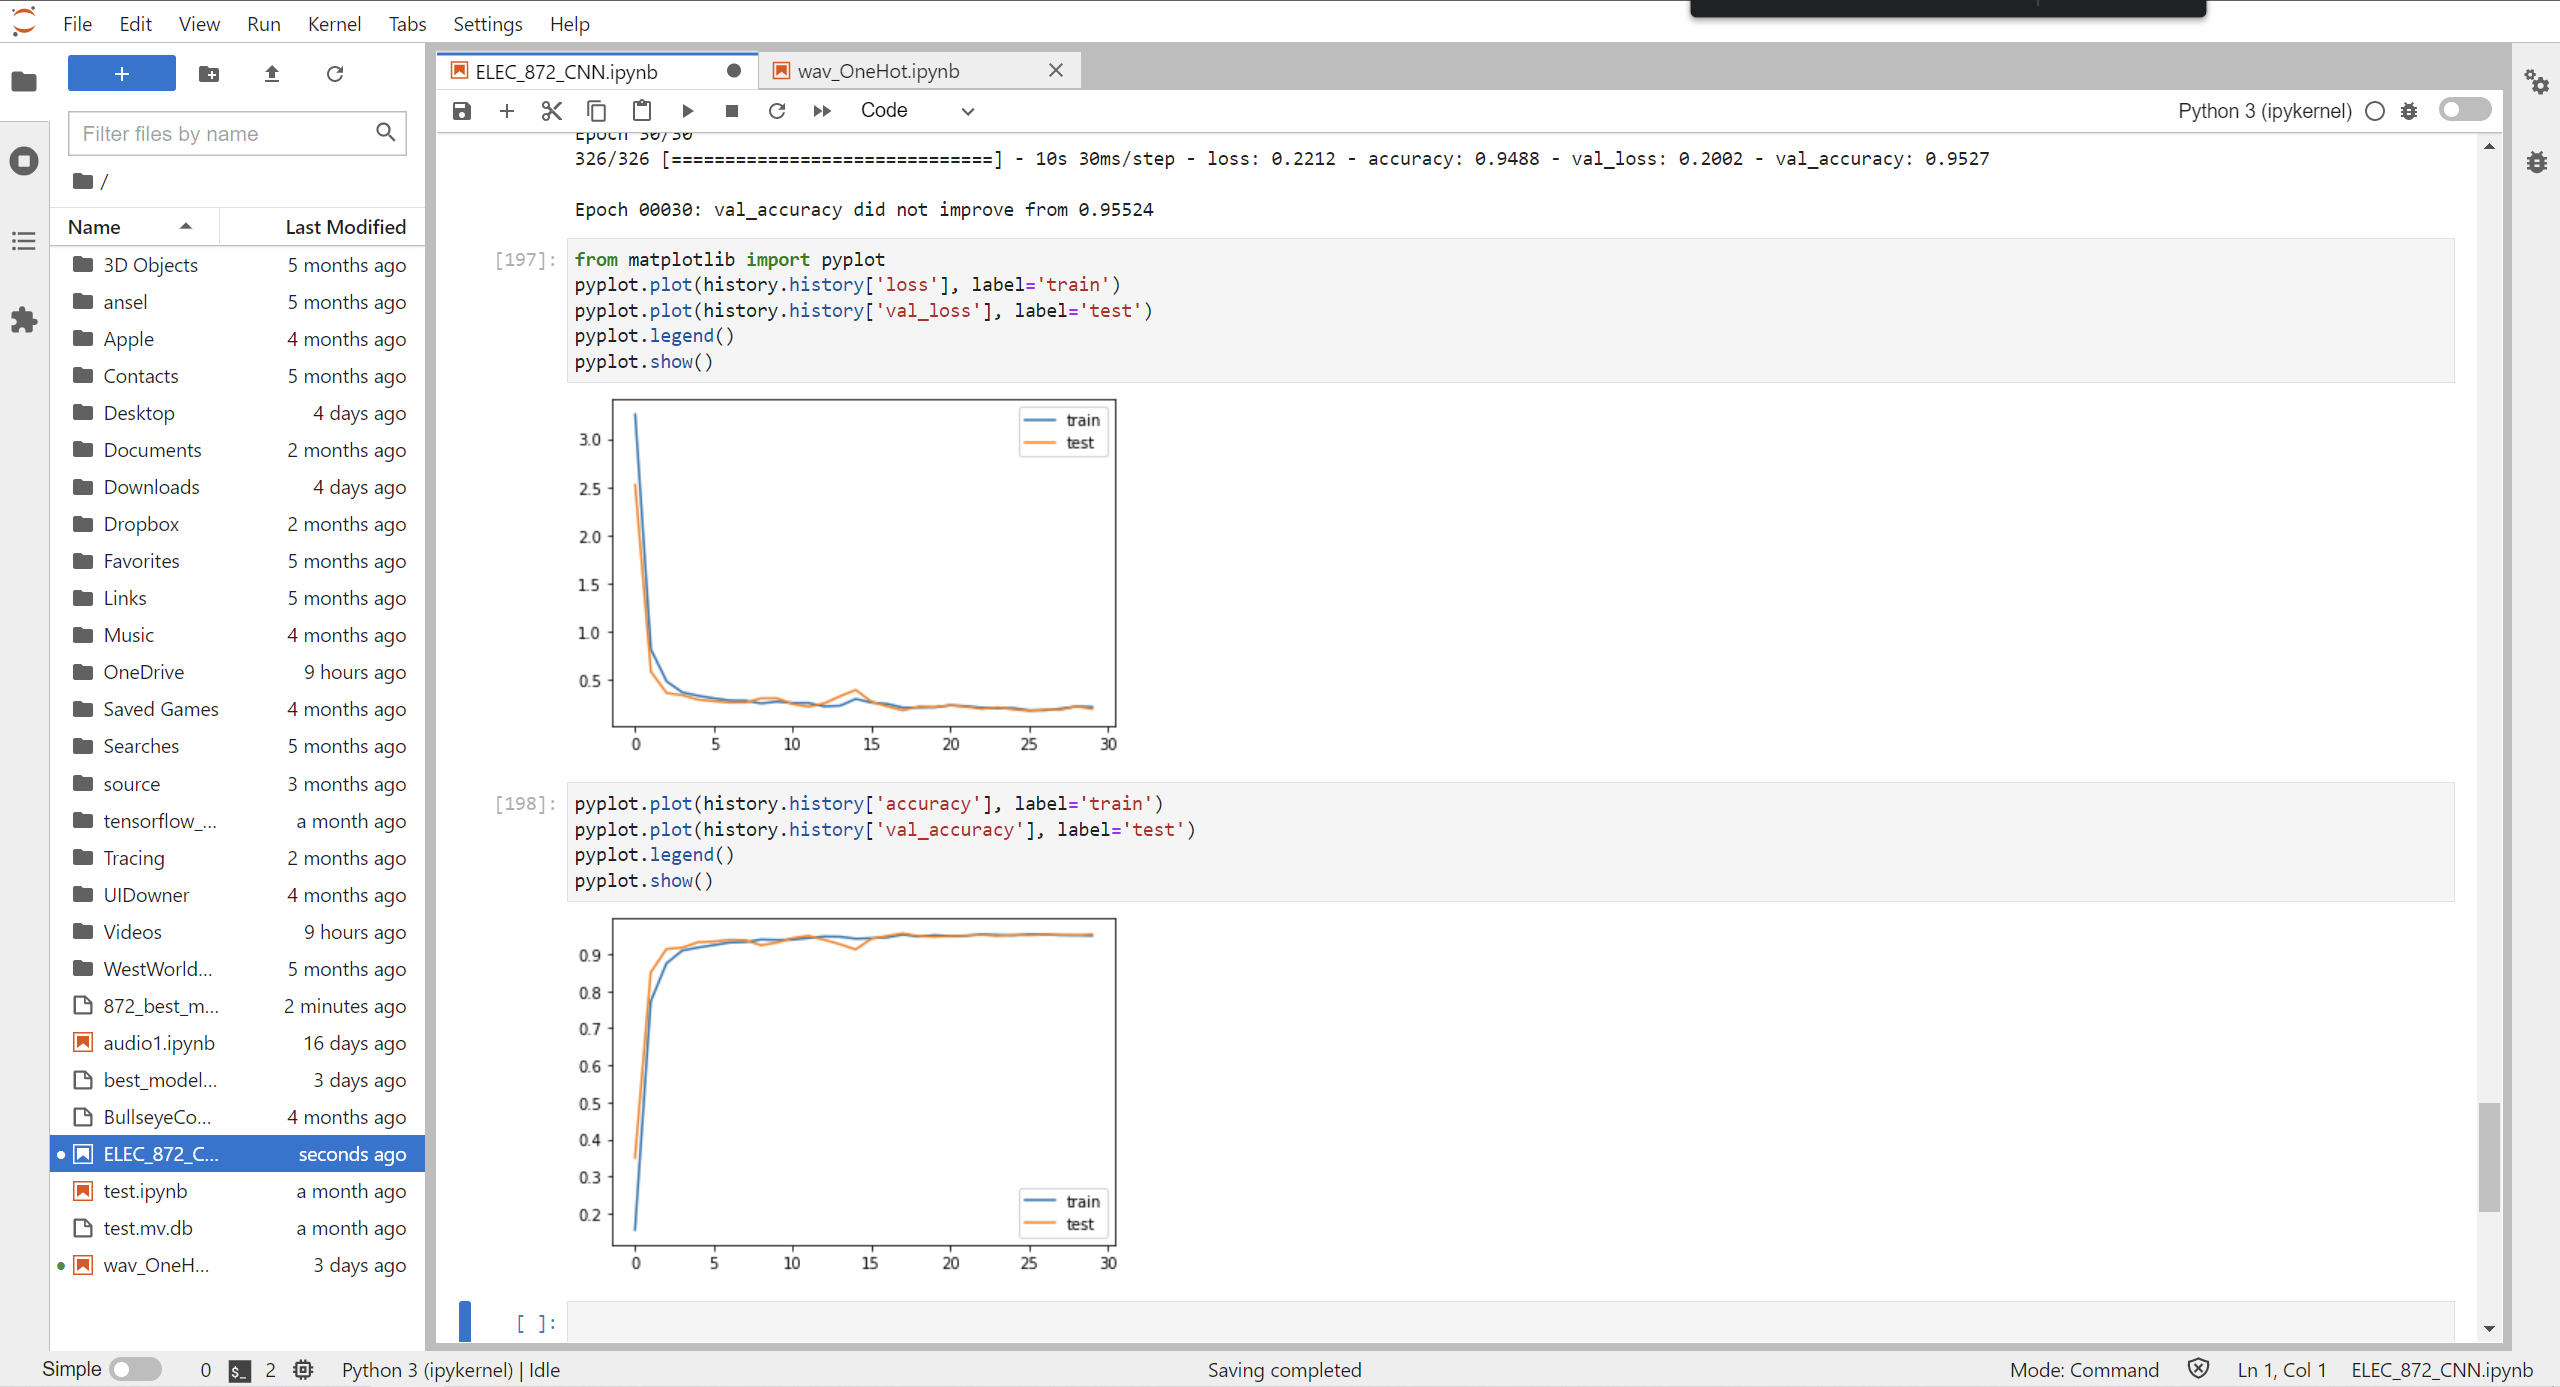 File Edit View Run Kernel Tabs Settings Help
Filter files by name
/
Name Last Modified
3D Objects 5 months ago
ansel 5 months ago
Apple 4 months ago
Contacts 5 months ago
Desktop 4 days ago
Documents 2 months ago
Downloads 4 days ago
Dropbox 2 months ago
Favorites 5 months ago
Links 5 months ago
Music 4 months ago
OneDrive 9 hours ago
Saved Games 4 months ago
Searches 5 months ago
source 3 months ago
tensorflow_... a month ago
Tracing 2 months ago
UIDowner 4 months ago
Videos 9 hours ago
WestWorld... 5 months ago
872_best_m... 2 minutes ago
audio1.ipynb 16 days ago
best_model... 3 days ago
BullseyeCo... 4 months ago
ELEC_872_C... seconds ago
test.ipynb a month ago
test.mv.db a month ago
wav_OneH... 3 days ago
ELEC_872_CNN.ipynb wav_OneHot.ipynb
Code Python 3 (ipykernel)
Epoch 30/30
326/326 [==============================] - 10s 30ms/step - loss: 0.2212 - accuracy: 0.9488 - val_loss: 0.2002 - val_accuracy: 0.9527
Epoch 00030: val_accuracy did not improve from 0.95524
[197]: from matplotlib import pyplot
pyplot.plot(history.history['loss'], label='train')
pyplot.plot(history.history['val_loss'], label='test')
pyplot.legend()
pyplot.show()
train
test
3.0
2.5
2.0
1.5
1.0
0.5
0 5 10 15 20 25 30
[198]: pyplot.plot(history.history['accuracy'], label='train')
pyplot.plot(history.history['val_accuracy'], label='test')
pyplot.legend()
pyplot.show()
0.9
0.8
0.7
0.6
0.5
0.4
0.3
0.2
train
test
0 5 10 15 20 25 30
[ ]:
Simple 0 $_ 2 Python 3 (ipykernel) | Idle Saving completed Mode: Command Ln 1, Col 1 ELEC_872_CNN.ipynb